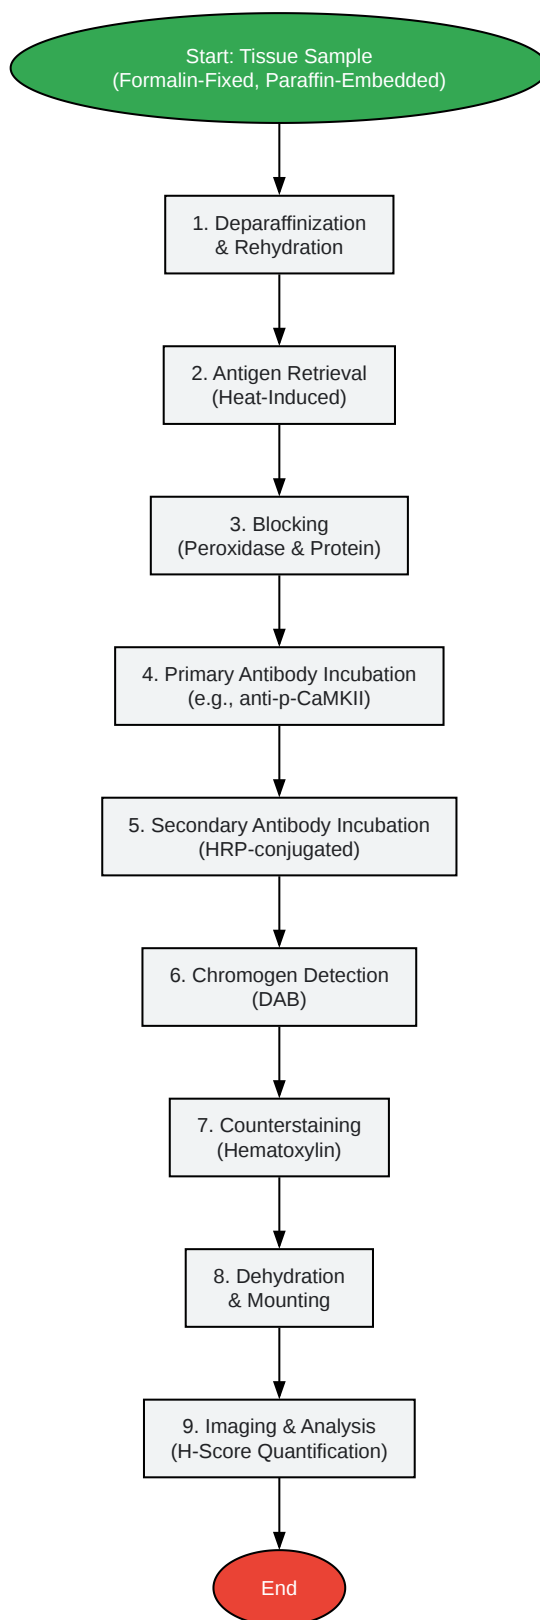 Start: Tissue Sample
(Formalin-Fixed, Paraffin-Embedded)
1. Deparaffinization
& Rehydration
2. Antigen Retrieval
(Heat-Induced)
3. Blocking
(Peroxidase & Protein)
4. Primary Antibody Incubation
(e.g., anti-p-CaMKII)
5. Secondary Antibody Incubation
(HRP-conjugated)
6. Chromogen Detection
(DAB)
7. Counterstaining
(Hematoxylin)
8. Dehydration
& Mounting
9. Imaging & Analysis
(H-Score Quantification)
End